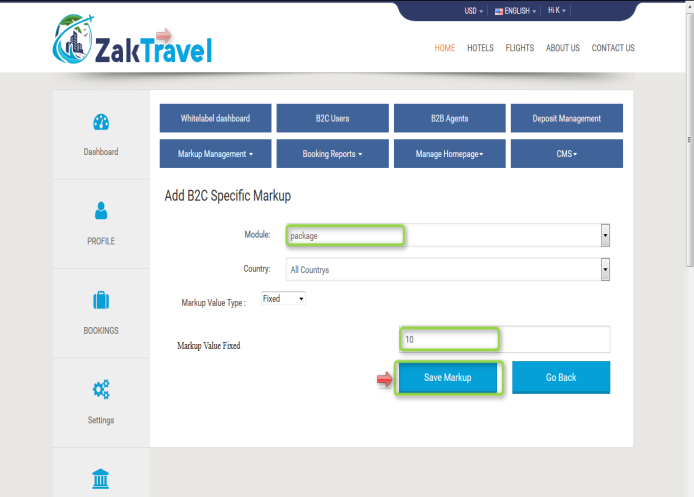 USD ENGLISH Hi K
ZakTravel
HOME HOTELS FLIGHTS ABOUT US CONTACT US
Whitelabel dashboard B2C Users B2B Agents Deposit Management
Dashboard
Markup Management Booking Reports Manage Homepage CMS
Add B2C Specific Markup
PROFILE
Module: package
Country: All Countrys
Markup Value Type : Fixed
BOOKINGS
Markup Value Fixed 10
Save Markup Go Back
Settings